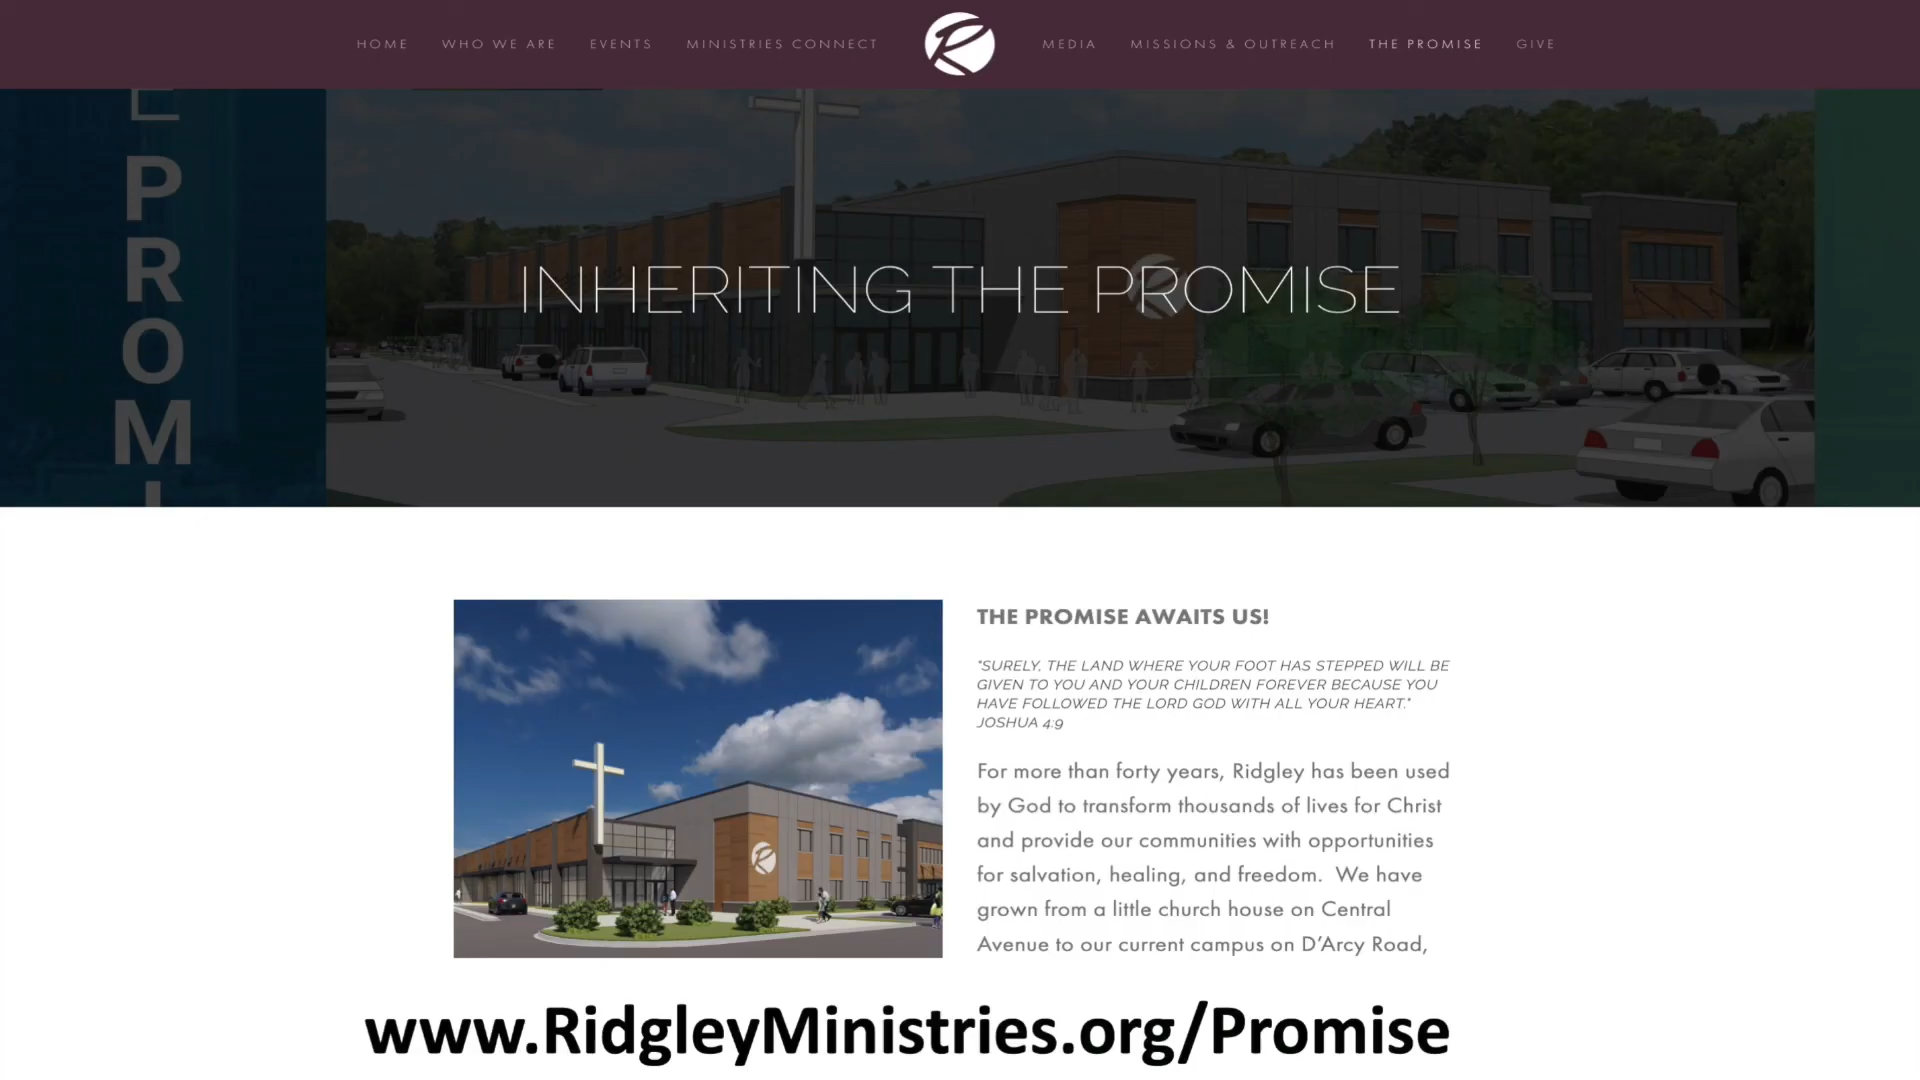 HOME WHO WE ARE EVENTS MINISTRIES CONNECT R MEDIA MISSIONS & OUTREACH THE PROMISE GIVE
E
P
R
O
M
I
INHERITING THE PROMISE
R
THE PROMISE AWAITS US!
"SURELY, THE LAND WHERE YOUR FOOT HAS STEPPED WILL BE
GIVEN TO YOU AND YOUR CHILDREN FOREVER BECAUSE YOU
HAVE FOLLOWED THE LORD GOD WITH ALL YOUR HEART."
JOSHUA 4:9
For more than forty years, Ridgley has been used
by God to transform thousands of lives for Christ
and provide our communities with opportunities
for salvation, healing, and freedom.  We have
grown from a little church house on Central
Avenue to our current campus on D’Arcy Road,
R
www.RidgleyMinistries.org/Promise